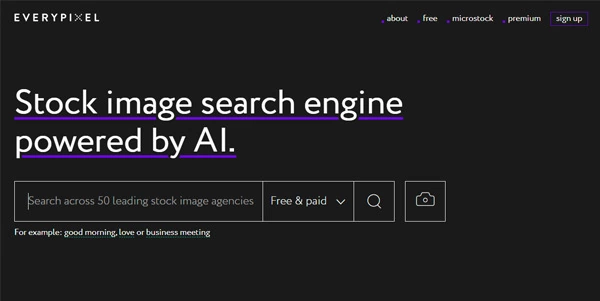 EVERYPIXEL
about free microstock premium sign up
Stock image search engine
powered by AI.
Search across 50 leading stock image agencies Free & paid
For example: good morning, love or business meeting